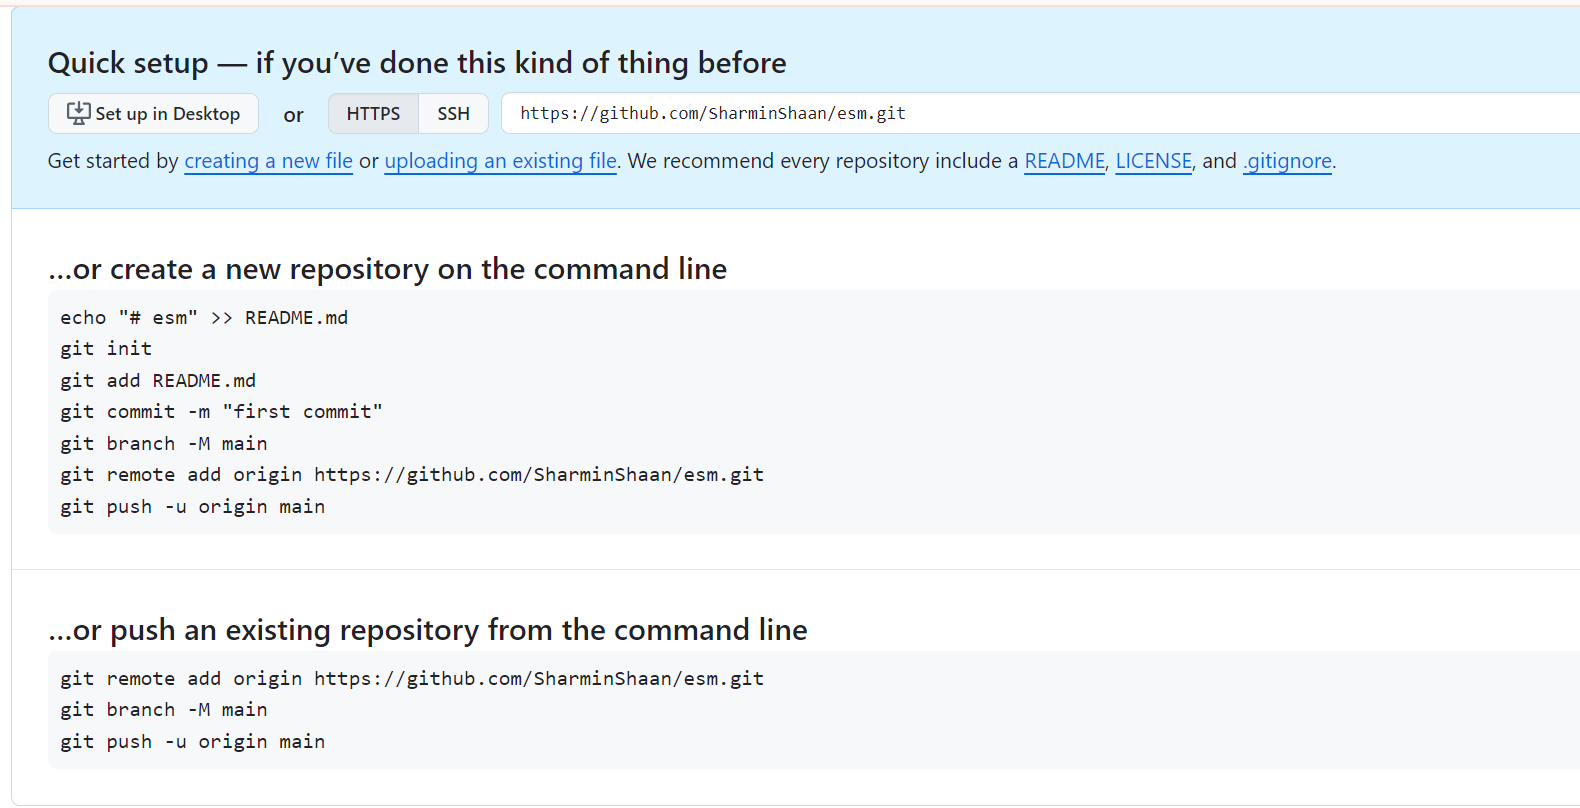 Quick setup — if you’ve done this kind of thing before
Set up in Desktop or HTTPS SSH https://github.com/SharminShaan/esm.git
Get started by creating a new file or uploading an existing file. We recommend every repository include a README, LICENSE, and .gitignore.
…or create a new repository on the command line
echo "# esm" >> README.md
git init
git add README.md
git commit -m "first commit"
git branch -M main
git remote add origin https://github.com/SharminShaan/esm.git
git push -u origin main
…or push an existing repository from the command line
git remote add origin https://github.com/SharminShaan/esm.git
git branch -M main
git push -u origin main